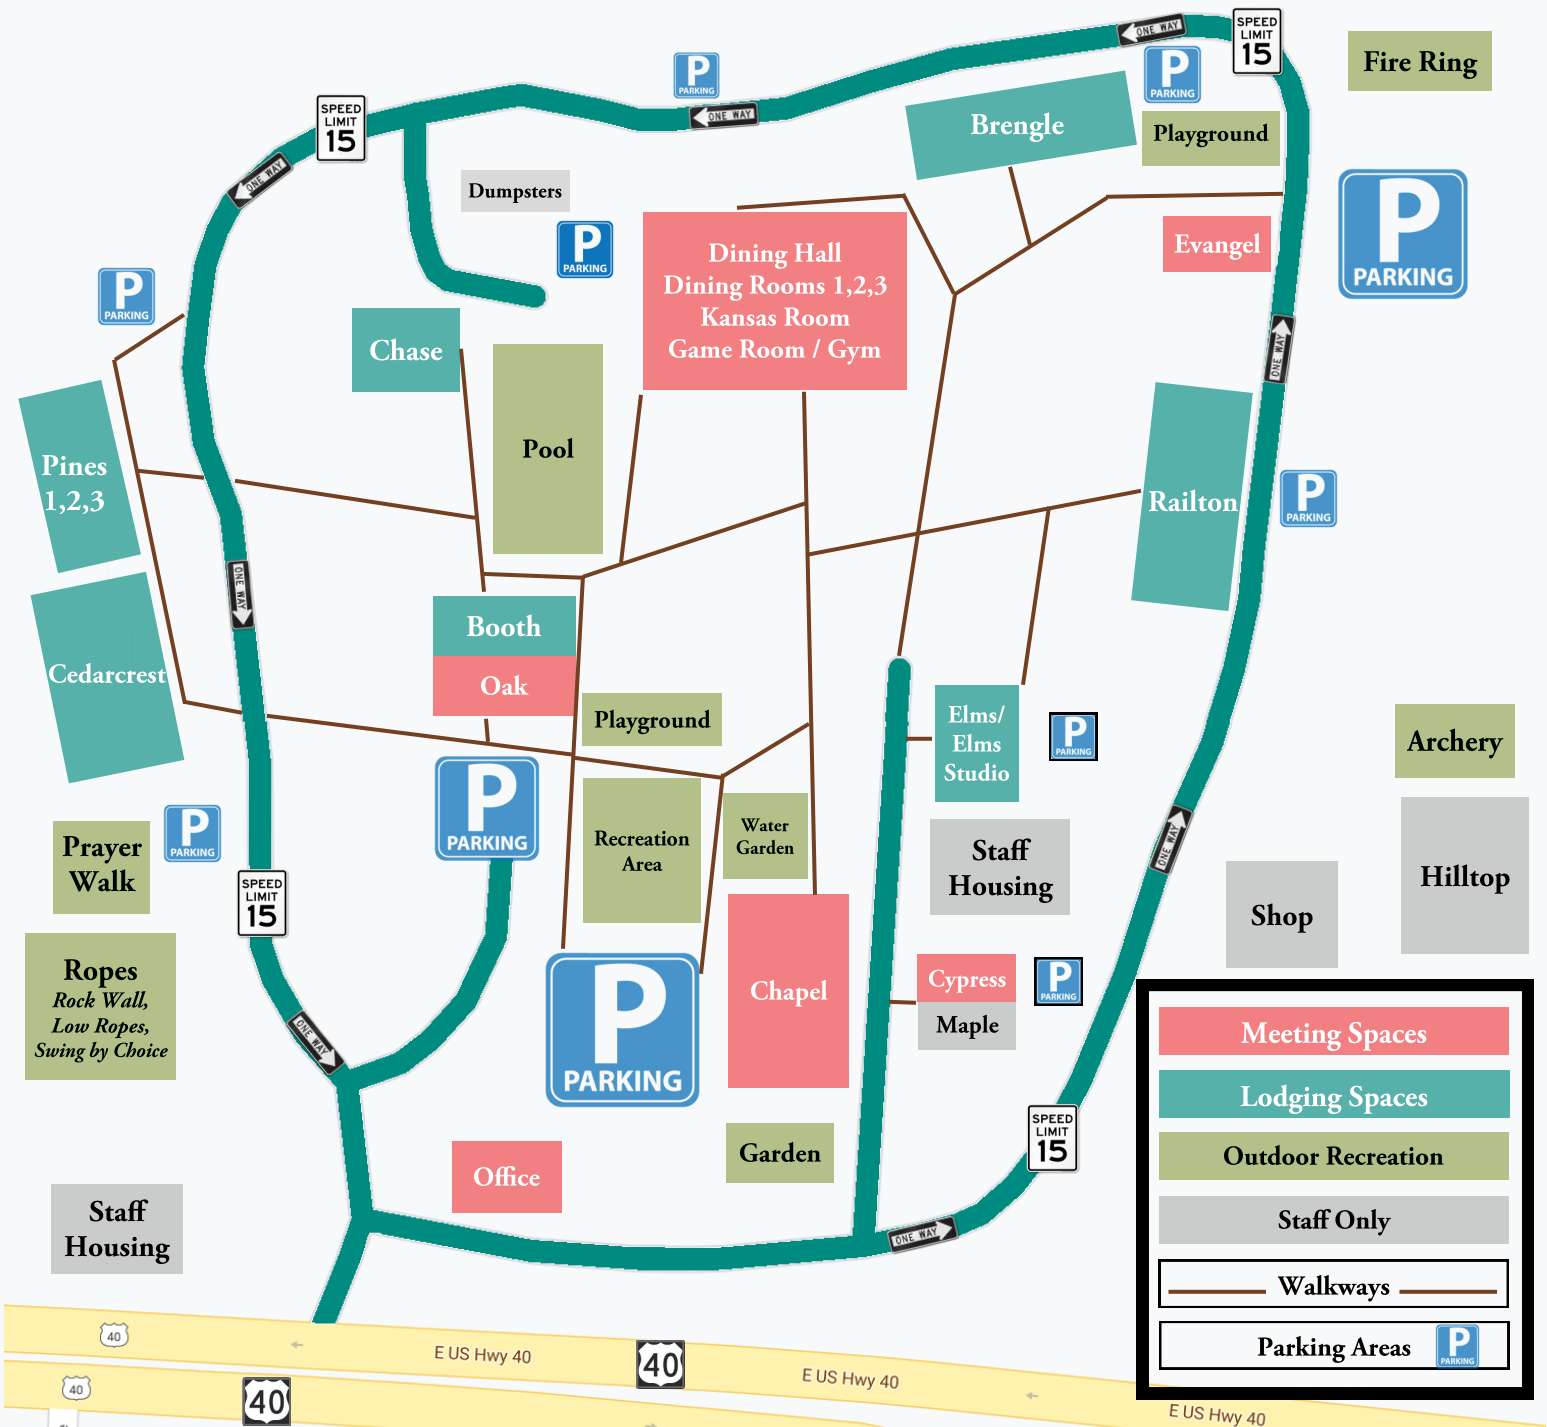 SPEED
LIMIT
15
ONE WAY
Fire Ring
P
PARKING
P
PARKING
Brengle
Playground
ONE WAY
SPEED
LIMIT
15
ONE WAY
Dumpsters
P
PARKING
Dining Hall
Dining Rooms 1,2,3
Kansas Room
Game Room / Gym
Evangel
P
PARKING
P
PARKING
Chase
ONE WAY
Pool
Pines
1,2,3
Railton
P
PARKING
ONE WAY
Booth
Oak
Cedarcrest
Playground
Elms/
Elms
Studio
P
PARKING
Archery
P
PARKING
Prayer
Walk
P
PARKING
Recreation
Area
Water
Garden
Staff
Housing
ONE WAY
Shop
Hilltop
SPEED
LIMIT
15
Ropes
Rock Wall,
Low Ropes,
Swing by Choice
ONE WAY
P
PARKING
Chapel
Cypress
Maple
P
PARKING
SPEED
LIMIT
15
Office
Garden
ONE WAY
Staff
Housing
Meeting Spaces
Lodging Spaces
Outdoor Recreation
Staff Only
Walkways
Parking Areas
P
PARKING
40
E US Hwy 40
40
E US Hwy 40
40
40
E US Hwy 40